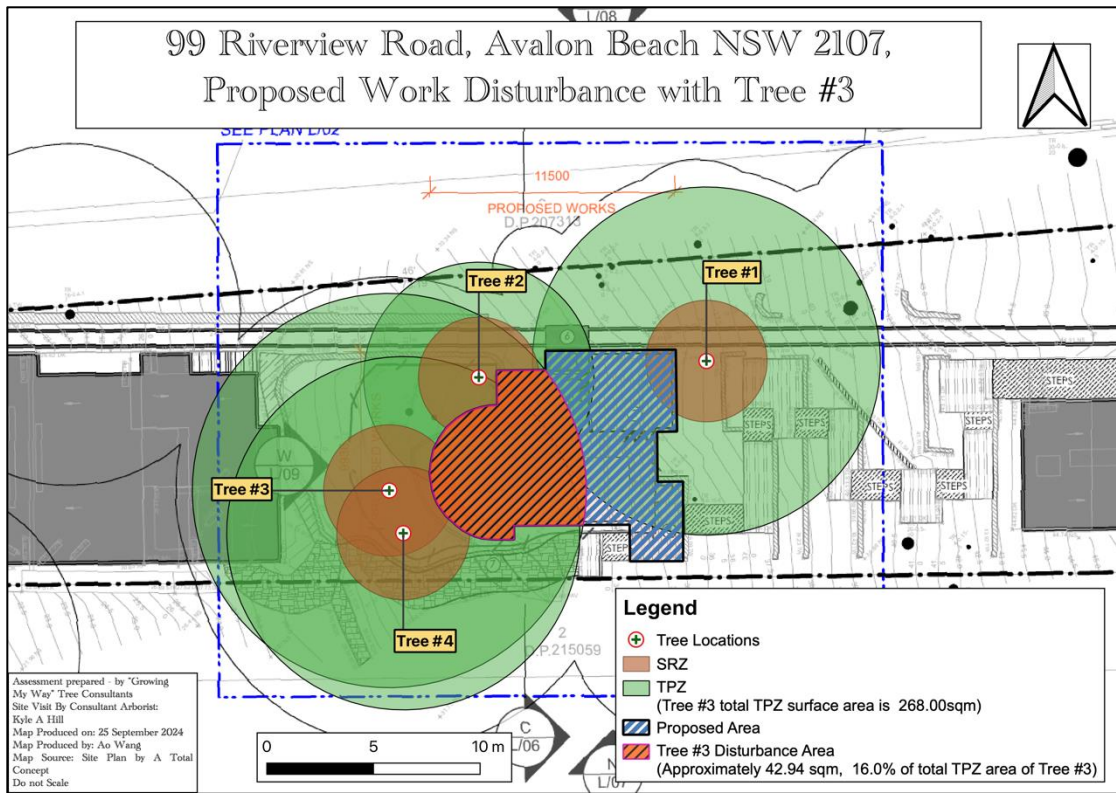 L/08
99 Riverview Road, Avalon Beach NSW 2107,
Proposed Work Disturbance with Tree #3
SEE PLAN L/02
11500
PROPOSED WORKS
D.P.207313
Tree #1
Tree #2
6
STEPS
STEPS
W
L/09
Tree #3
STEPS
STEPS
STEPS
STEPS
STEP
7
Tree #4
2
D.P.215059
C
L/06
N
L/07
Legend
Tree Locations
SRZ
TPZ
(Tree #3 total TPZ surface area is 268.00sqm)
Proposed Area
Tree #3 Disturbance Area
(Approximately 42.94 sqm, 16.0% of total TPZ area of Tree #3)
Assessment prepared - by "Growing
My Way" Tree Consultants
Site Visit By Consultant Arborist:
Kyle A Hill
Map Produced on: 25 September 2024
Map Produced by: Ao Wang
Map Source: Site Plan by A Total
Concept
Do not Scale
0 5 10 m